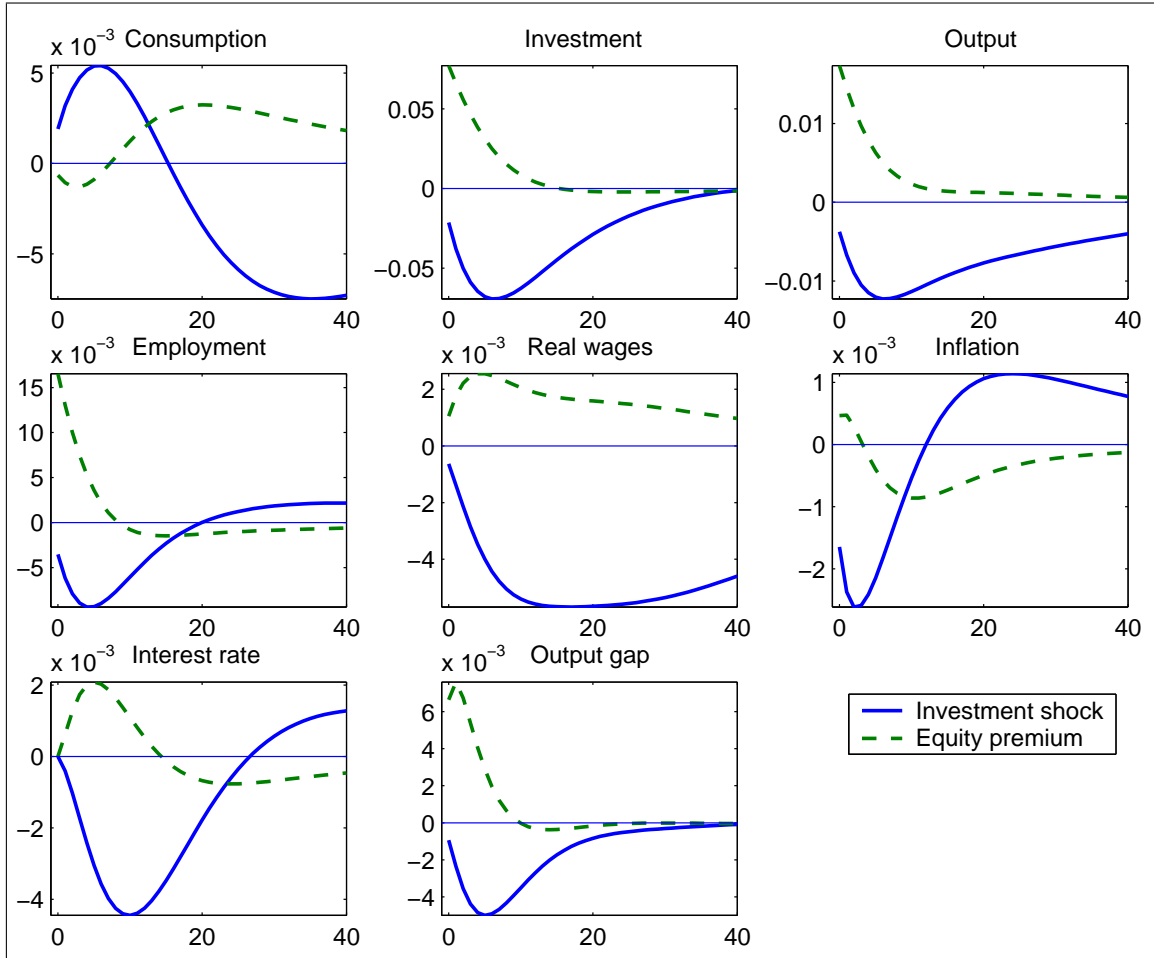 x 10⁻³ Consumption
5
0
−5
0 20 40
Investment
0.05
0
−0.05
0 20 40
Output
0.01
0
−0.01
0 20 40
x 10⁻³ Employment
15
10
5
0
−5
0 20 40
x 10⁻³ Real wages
2
0
−2
−4
0 20 40
x 10⁻³ Inflation
1
0
−1
−2
0 20 40
x 10⁻³ Interest rate
2
0
−2
−4
0 20 40
x 10⁻³ Output gap
6
4
2
0
−2
−4
0 20 40
Investment shock
Equity premium